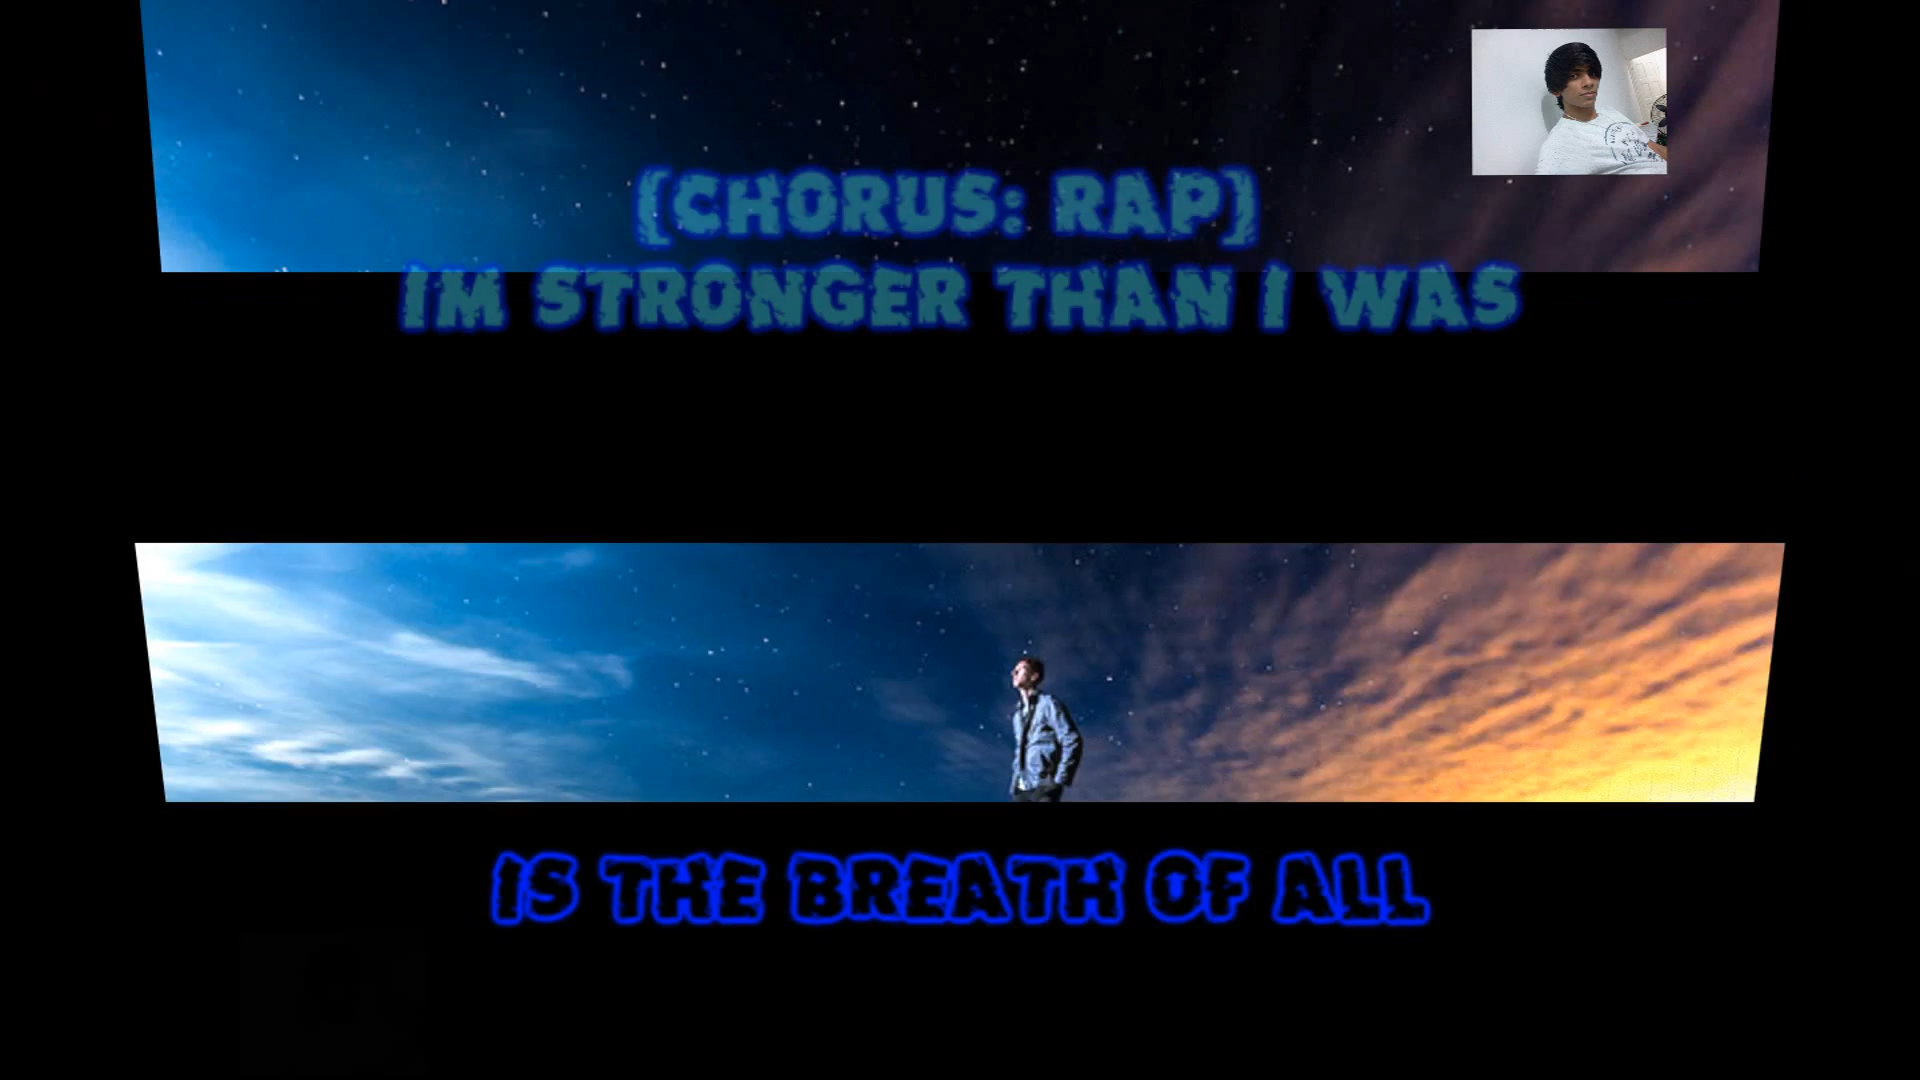 (CHORUS: RAP)
IM STRONGER THAN I WAS
IS THE BREATH OF ALL